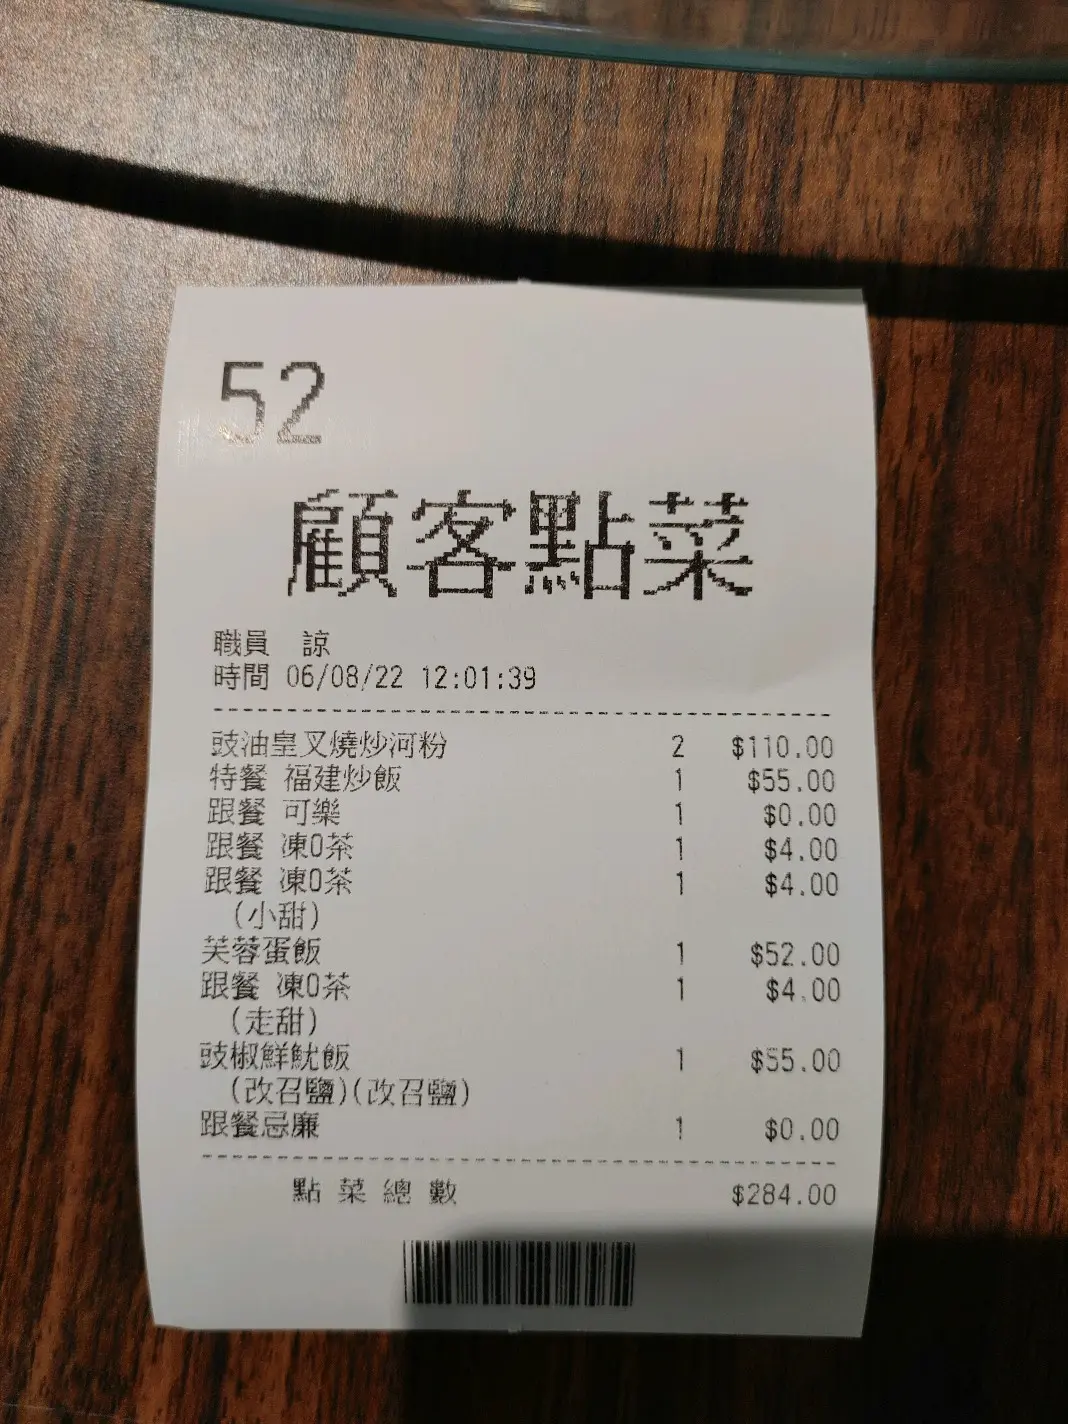 52
顧客點菜
職員 諒
時間 06/08/22 12:01:39
豉油皇叉燒炒河粉 2 $110.00
特餐 福建炒飯 1 $55.00
跟餐 可樂 1 $0.00
跟餐 凍O茶 1 $4.00
跟餐 凍O茶 1 $4.00
(小甜)
芙蓉蛋飯 1 $52.00
跟餐 凍O茶 1 $4.00
(走甜)
豉椒鮮魷飯 1 $55.00
(改召鹽)(改召鹽)
跟餐忌廉 1 $0.00
點菜總數 $284.00